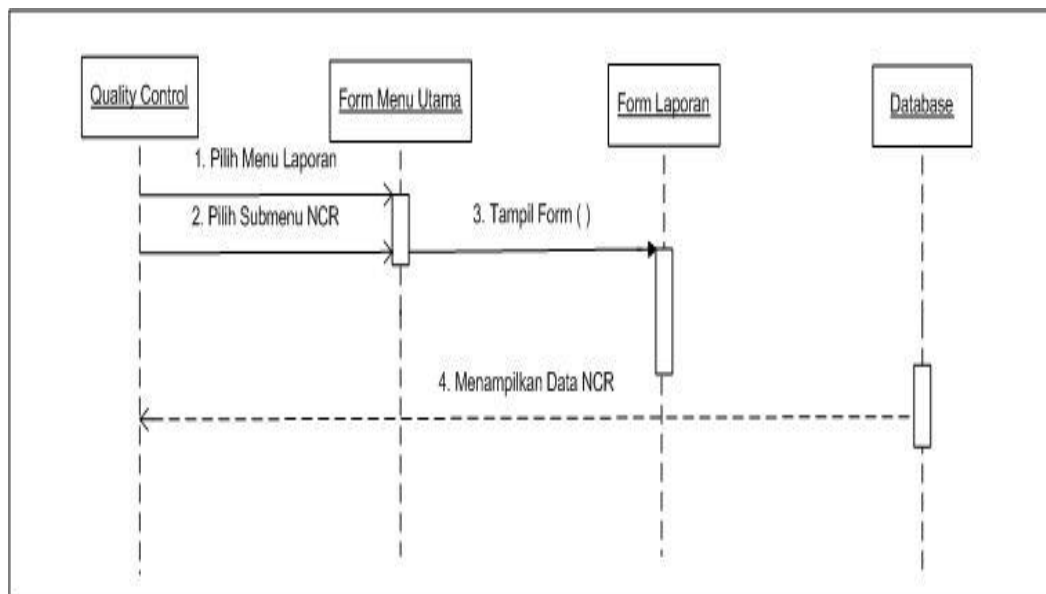 Quality Control
Form Menu Utama
Form Laporan
Database
1. Pilih Menu Laporan
2. Pilih Submenu NCR
3. Tampil Form ( )
4. Menampilkan Data NCR